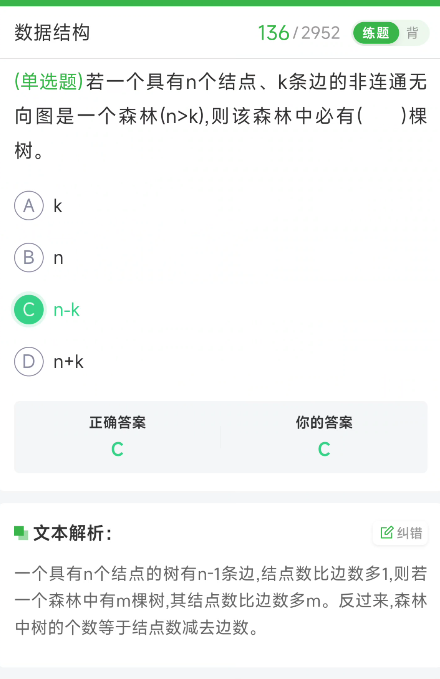 数据结构 136/2952 练题 背
(单选题)若一个具有n个结点、k条边的非连通无
向图是一个森林(n>k),则该森林中必有( )棵
树。
A k
B n
C n-k
D n+k
正确答案 你的答案
C C
文本解析: 纠错
一个具有n个结点的树有n-1条边,结点数比边数多1,则若
一个森林中有m棵树,其结点数比边数多m。反过来,森林
中树的个数等于结点数减去边数。